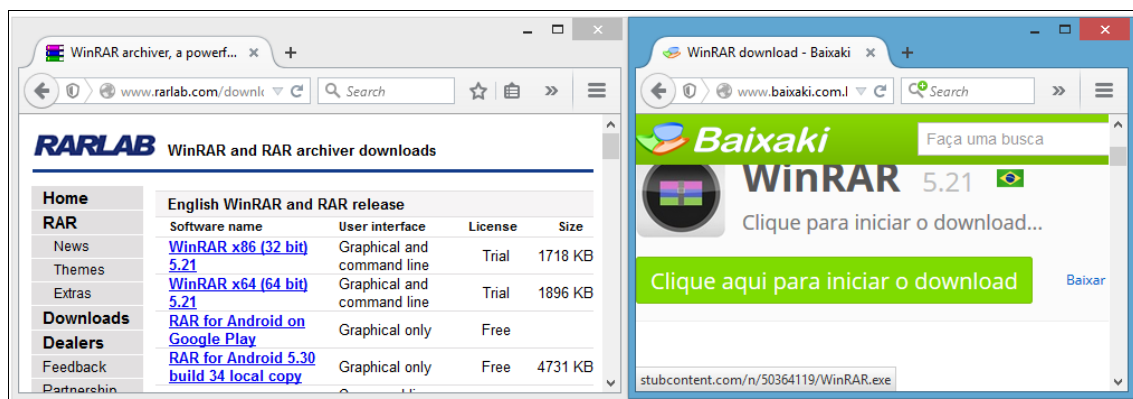 WinRAR archiver, a powerf...
www.rarlab.com/downlc
Search
RARLAB WinRAR and RAR archiver downloads
Home
RAR
News
Themes
Extras
Downloads
Dealers
Feedback
Partnership
English WinRAR and RAR release
Software name User interface License Size
WinRAR x86 (32 bit) Graphical and Trial 1718 KB
5.21 command line
WinRAR x64 (64 bit) Graphical and Trial 1896 KB
5.21 command line
RAR for Android on Graphical only Free
Google Play
RAR for Android 5.30 Graphical only Free 4731 KB
build 34 local copy
WinRAR download - Baixaki
www.baixaki.com.l
Search
Baixaki Faça uma busca
WinRAR 5.21
Clique para iniciar o download...
Clique aqui para iniciar o download Baixar
stubcontent.com/n/50364119/WinRAR.exe